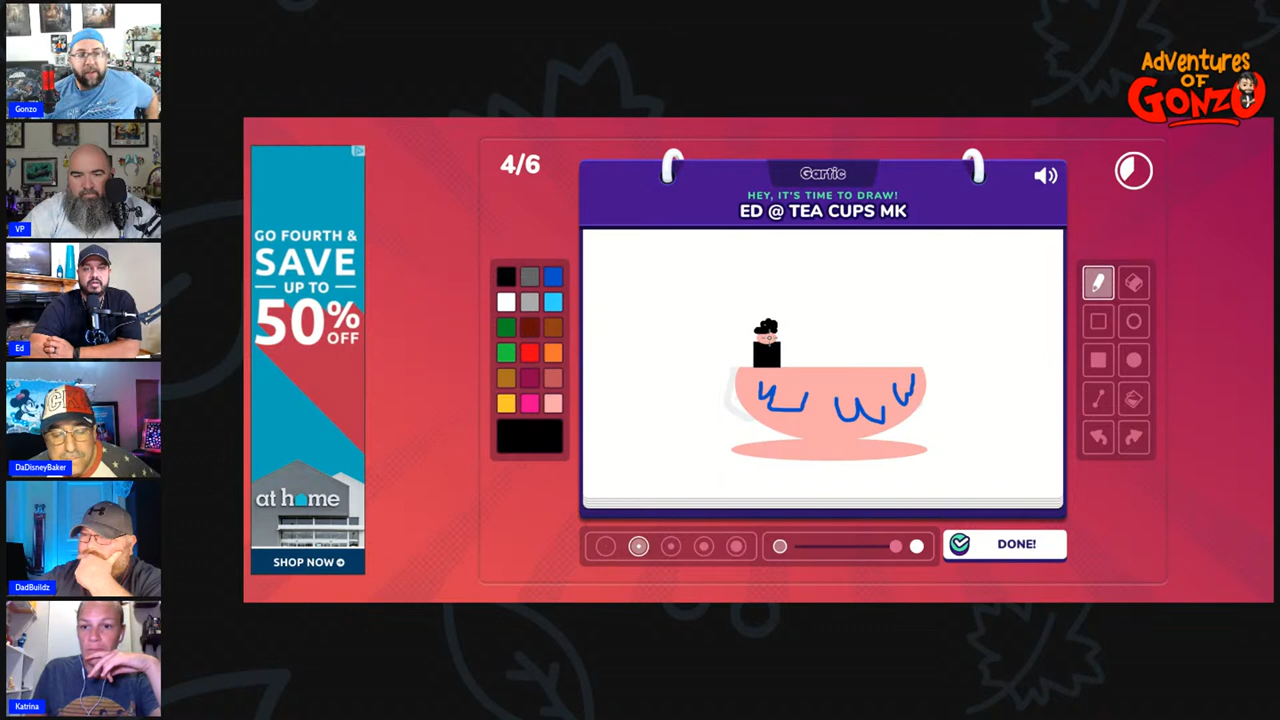 Gonzo
VP
Ed
DaDisneyBaker
DadBuildz
Katrina
GO FOURTH &
SAVE
UP TO
50% OFF
at home
SHOP NOW
4/6
Gartic
HEY, IT'S TIME TO DRAW!
ED @ TEA CUPS MK
DONE!
Adventures
OF
GONZO